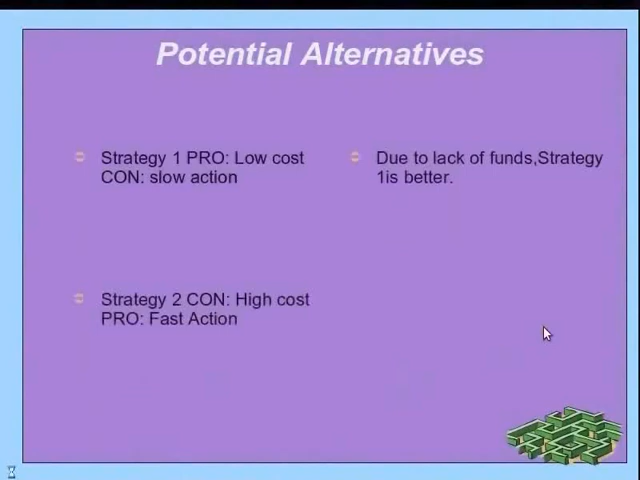 Potential Alternatives
Strategy 1 PRO: Low cost
CON: slow action
Due to lack of funds,Strategy
1is better.
Strategy 2 CON: High cost
PRO: Fast Action